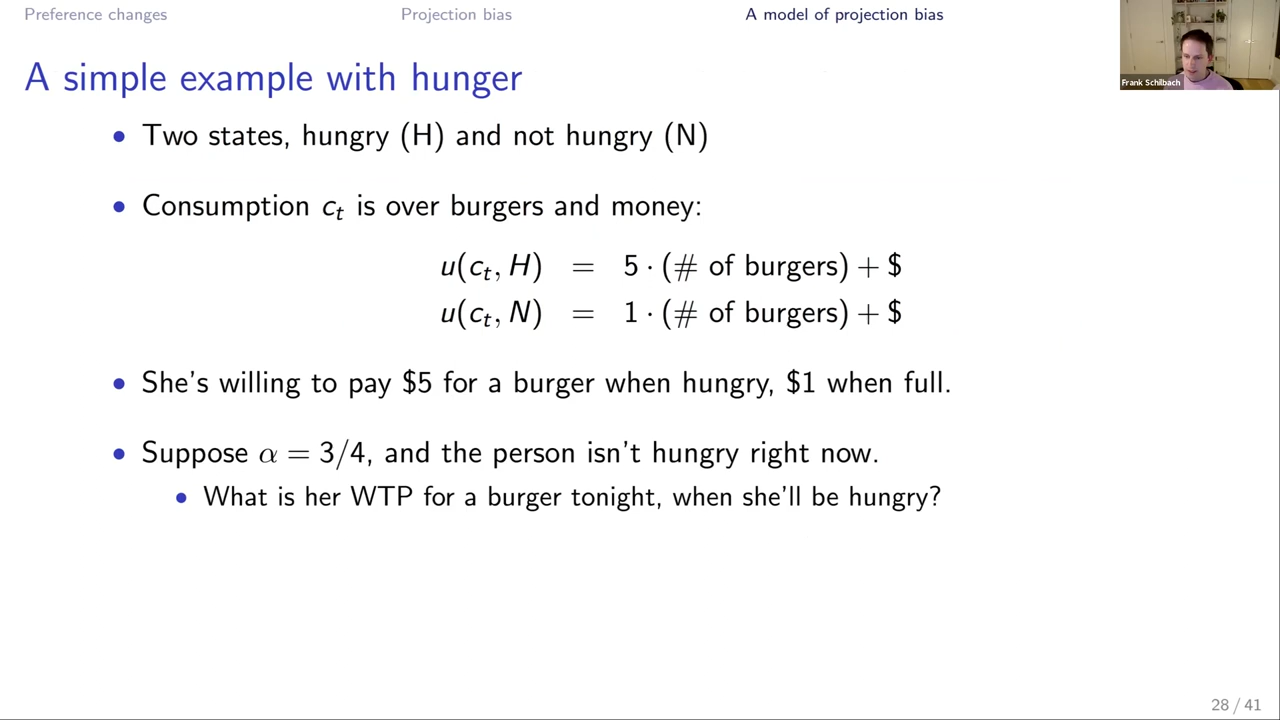 Preference changes Projection bias A model of projection bias
Frank Schilbach
A simple example with hunger
• Two states, hungry (H) and not hungry (N)
• Consumption cₜ is over burgers and money:
u(cₜ, H) = 5 · (# of burgers) + $
u(cₜ, N) = 1 · (# of burgers) + $
• She's willing to pay $5 for a burger when hungry, $1 when full.
• Suppose α = 3/4, and the person isn't hungry right now.
• What is her WTP for a burger tonight, when she'll be hungry?
28 / 41